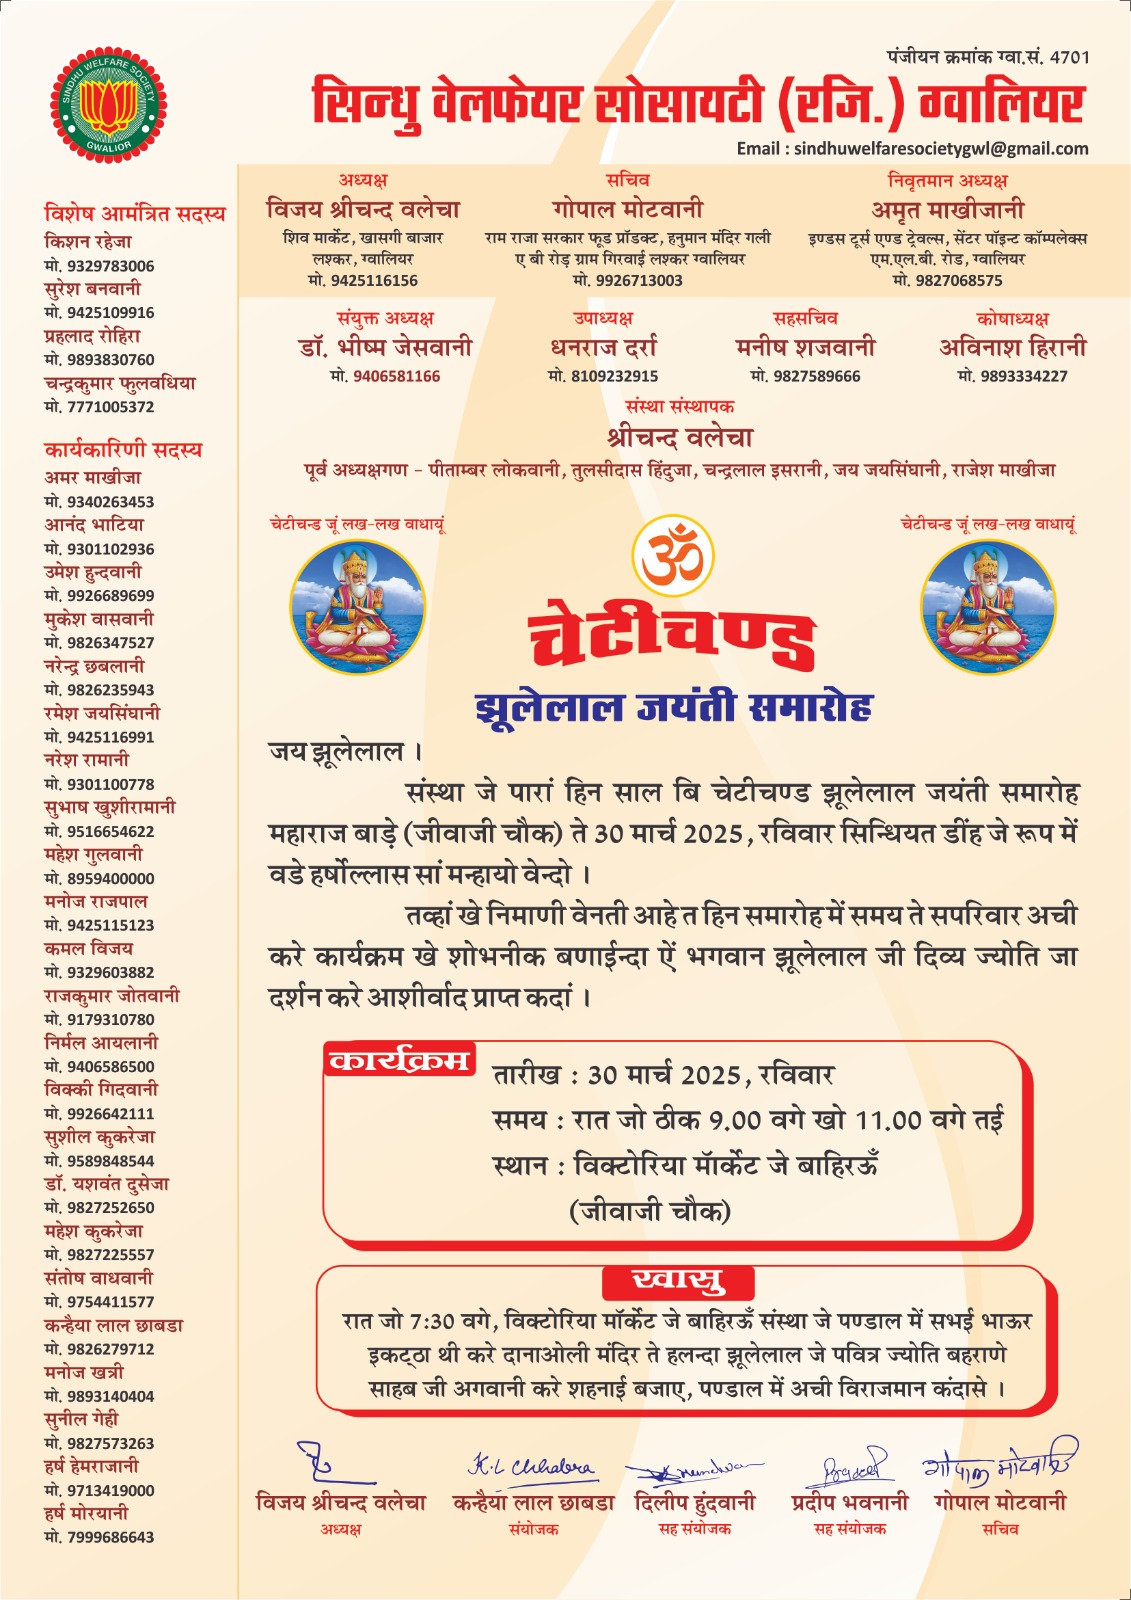 पंजीयन क्रमांक ग्वा.सं. 4701
SINDHU WELFARE SOCIETY
GWALIOR
सिन्धु वेलफेयर सोसायटी (रजि.) ग्वालियर
Email : sindhuwelfaresocietygwl@gmail.com
विशेष आमंत्रित सदस्य
किशन रहेजा
मो. 9329783006
सुरेश बनवानी
मो. 9425109916
प्रहलाद रोहिरा
मो. 9893830760
चन्द्रकुमार फुलवधिया
मो. 7771005372
कार्यकारिणी सदस्य
अमर माखीजा
मो. 9340263453
आनंद भाटिया
मो. 9301102936
उमेश हुन्दवानी
मो. 9926689699
मुकेश वासवानी
मो. 9826347527
नरेन्द्र छबलानी
मो. 9826235943
रमेश जयसिंघानी
मो. 9425116991
नरेश रामानी
मो. 9301100778
सुभाष खुशीरामानी
मो. 9516654622
महेश गुलवानी
मो. 8959400000
मनोज राजपाल
मो. 9425115123
कमल विजय
मो. 9329603882
राजकुमार जोतवानी
मो. 9179310780
निर्मल आयलानी
मो. 9406586500
विक्की गिदवानी
मो. 9926642111
सुशील कुकरेजा
मो. 9589848544
डॉ. यशवंत दुसेजा
मो. 9827252650
महेश कुकरेजा
मो. 9827225557
संतोष वाधवानी
मो. 9754411577
कन्हैया लाल छाबडा
मो. 9826279712
मनोज खत्री
मो. 9893140404
सुनील गेही
मो. 9827573263
हर्ष हेमराजानी
मो. 9713419000
हर्ष मोरयानी
मो. 7999686643
अध्यक्ष
विजय श्रीचन्द वलेचा
शिव मार्केट, खासगी बाजार
लश्कर, ग्वालियर
मो. 9425116156
सचिव
गोपाल मोटवानी
राम राजा सरकार फूड प्रॉडक्ट, हनुमान मंदिर गली
ए बी रोड़ ग्राम गिरवाई लश्कर ग्वालियर
मो. 9926713003
निवृतमान अध्यक्ष
अमृत माखीजानी
इण्डस टूर्स एण्ड ट्रेवल्स, सेंटर पॉइन्ट कॉम्पलेक्स
एम.एल.बी. रोड, ग्वालियर
मो. 9827068575
संयुक्त अध्यक्ष
डॉ. भीष्म जेसवानी
मो. 9406581166
उपाध्यक्ष
धनराज दर्रा
मो. 8109232915
सहसचिव
मनीष शजवानी
मो. 9827589666
कोषाध्यक्ष
अविनाश हिरानी
मो. 9893334227
संस्था संस्थापक
श्रीचन्द वलेचा
पूर्व अध्यक्षगण - पीताम्बर लोकवानी, तुलसीदास हिंदुजा, चन्द्रलाल इसरानी, जय जयसिंघानी, राजेश माखीजा
चेटीचन्ड जूं लख-लख वाधायूं
ॐ
चेटीचन्ड जूं लख-लख वाधायूं
चेटीचण्ड
झूलेलाल जयंती समारोह
जय झूलेलाल ।
संस्था जे पारां हिन साल बि चेटीचण्ड झूलेलाल जयंती समारोह
महाराज बाड़े (जीवाजी चौक) ते 30 मार्च 2025, रविवार सिन्धियत डींह जे रूप में
वडे हर्षोल्लास सां मन्हायो वेन्दो ।
तव्हां खे निमाणी वेनती आहे त हिन समारोह में समय ते सपरिवार अची
करे कार्यक्रम खे शोभनीक बणाईन्दा ऐं भगवान झूलेलाल जी दिव्य ज्योति जा
दर्शन करे आशीर्वाद प्राप्त कदां ।
कार्यक्रम
तारीख : 30 मार्च 2025, रविवार
समय : रात जो ठीक 9.00 वगे खो 11.00 वगे तई
स्थान : विक्टोरिया मॅार्केट जे बाहिरऊँ
(जीवाजी चौक)
खासु
रात जो 7:30 वगे, विक्टोरिया मॉर्केट जे बाहिरऊँ संस्था जे पण्डाल में सभई भाऊर
इकट्ठा थी करे दानाओली मंदिर ते हलन्दा झूलेलाल जे पवित्र ज्योति बहराणे
साहब जी अगवानी करे शहनाई बजाए, पण्डाल में अची विराजमान कंदासे ।
K.L Chhabra
गोपाल मोटवानी
विजय श्रीचन्द वलेचा
अध्यक्ष
कन्हैया लाल छाबडा
संयोजक
दिलीप हुंदवानी
सह संयोजक
प्रदीप भवनानी
सह संयोजक
गोपाल मोटवानी
सचिव